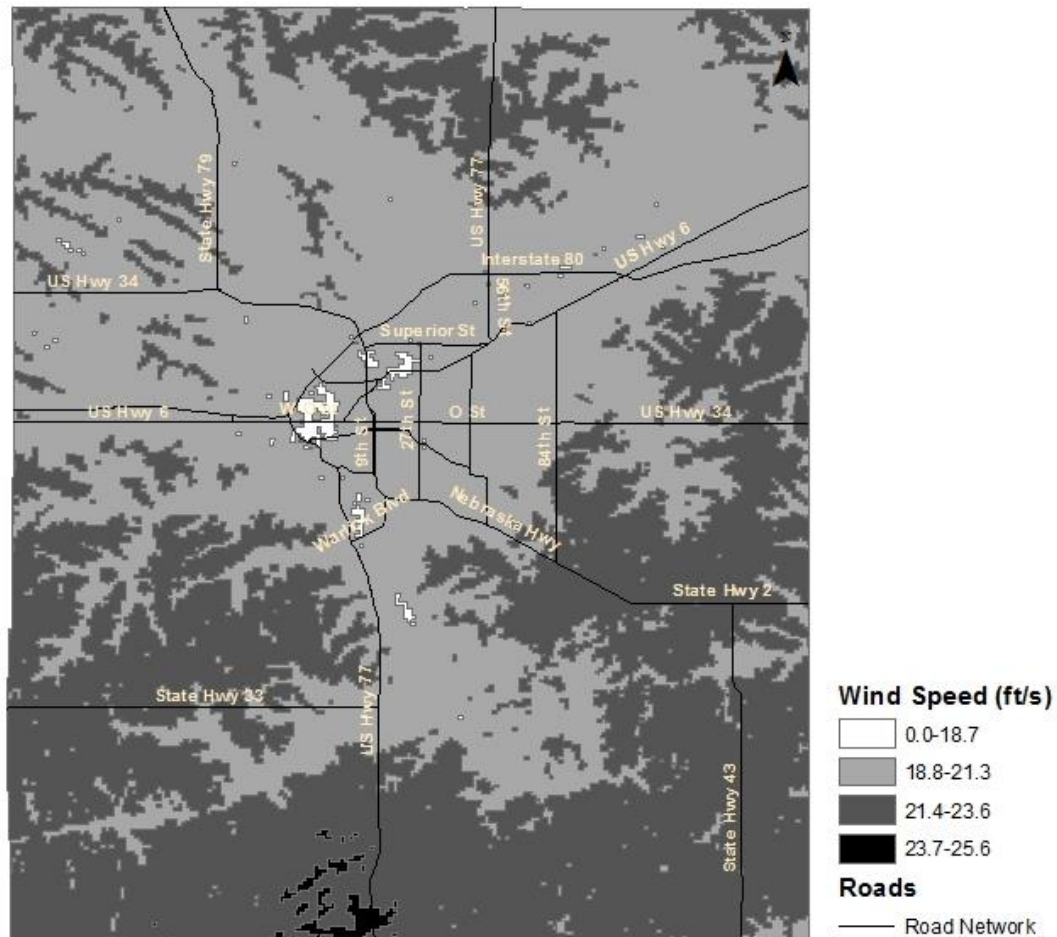 US Hwy 77
State Hwy 79
US Hwy 6
Interstate 80
US Hwy 34
56th St
Superior St
US Hwy 6
9th St
27th St
O St
84th St
US Hwy 34
Warlick Blvd
Nebraska Hwy
State Hwy 2
State Hwy 33
US Hwy 77
State Hwy 43
Wind Speed (ft/s)
0.0-18.7
18.8-21.3
21.4-23.6
23.7-25.6
Roads
Road Network